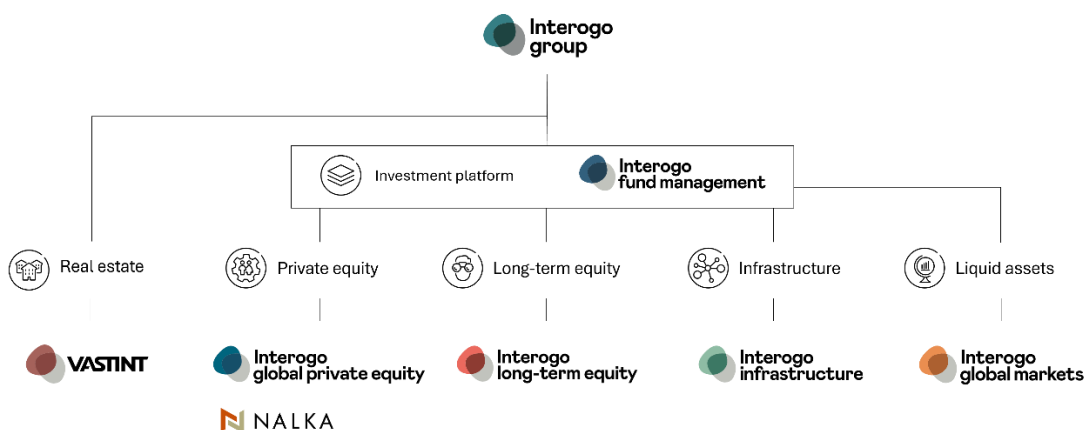 Interogo
group
Investment platform
Interogo
fund management
Real estate
Private equity
Long-term equity
Infrastructure
Liquid assets
VASTINT
Interogo
global private equity
Interogo
long-term equity
Interogo
infrastructure
Interogo
global markets
NALKA